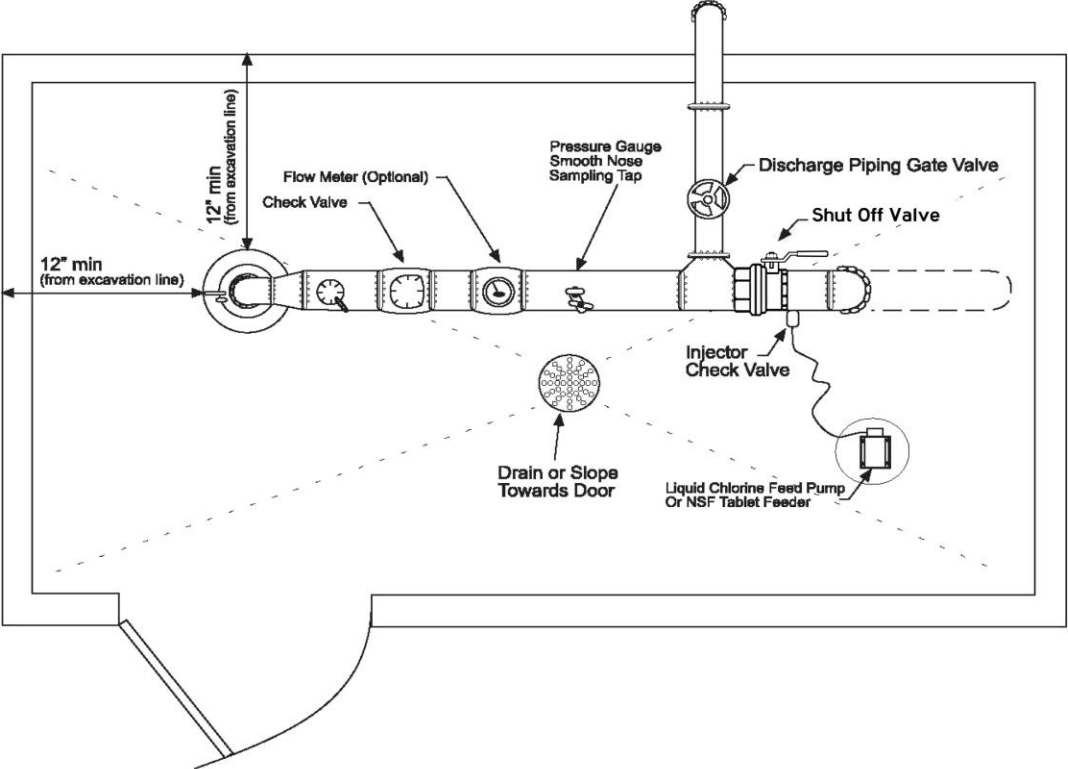 12" min
(from excavation line)
12" min
(from excavation line)
Flow Meter (Optional)
Check Valve
Pressure Gauge
Smooth Nose
Sampling Tap
Discharge Piping Gate Valve
Shut Off Valve
Injector
Check Valve
Drain or Slope
Towards Door
Liquid Chlorine Feed Pump
Or NSF Tablet Feeder